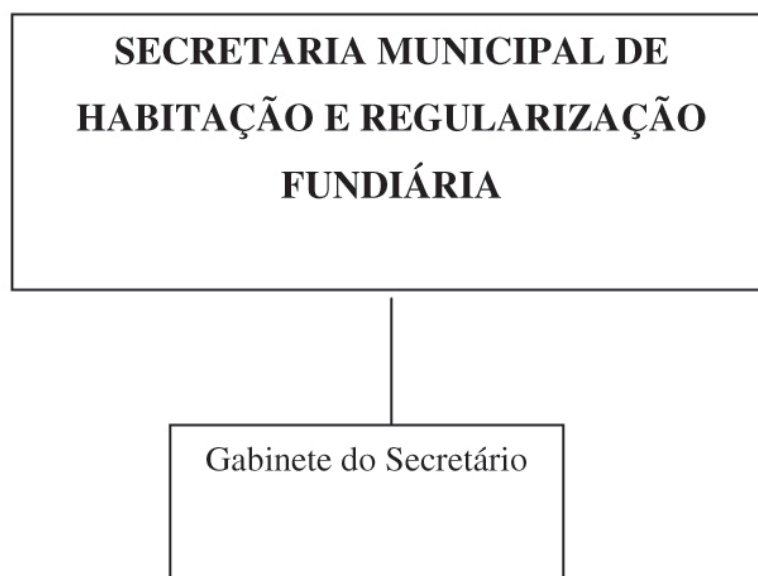 SECRETARIA MUNICIPAL DE
HABITAÇÃO E REGULARIZAÇÃO
FUNDIÁRIA
Gabinete do Secretário